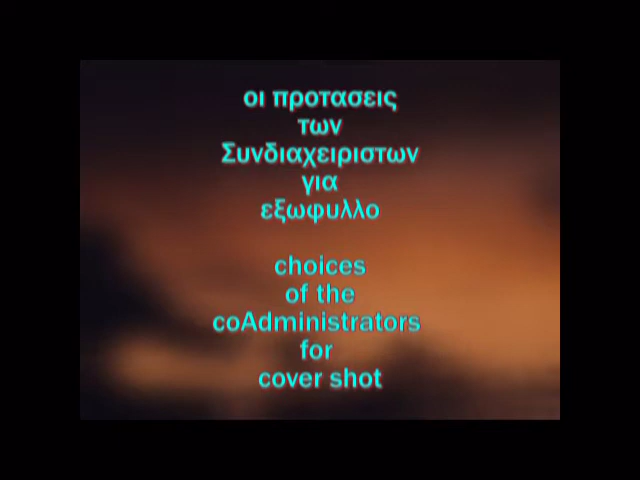 οι προτασεις
των
Συνδιαχειριστων
για
εξωφυλλο
choices
of the
coAdministrators
for
cover shot